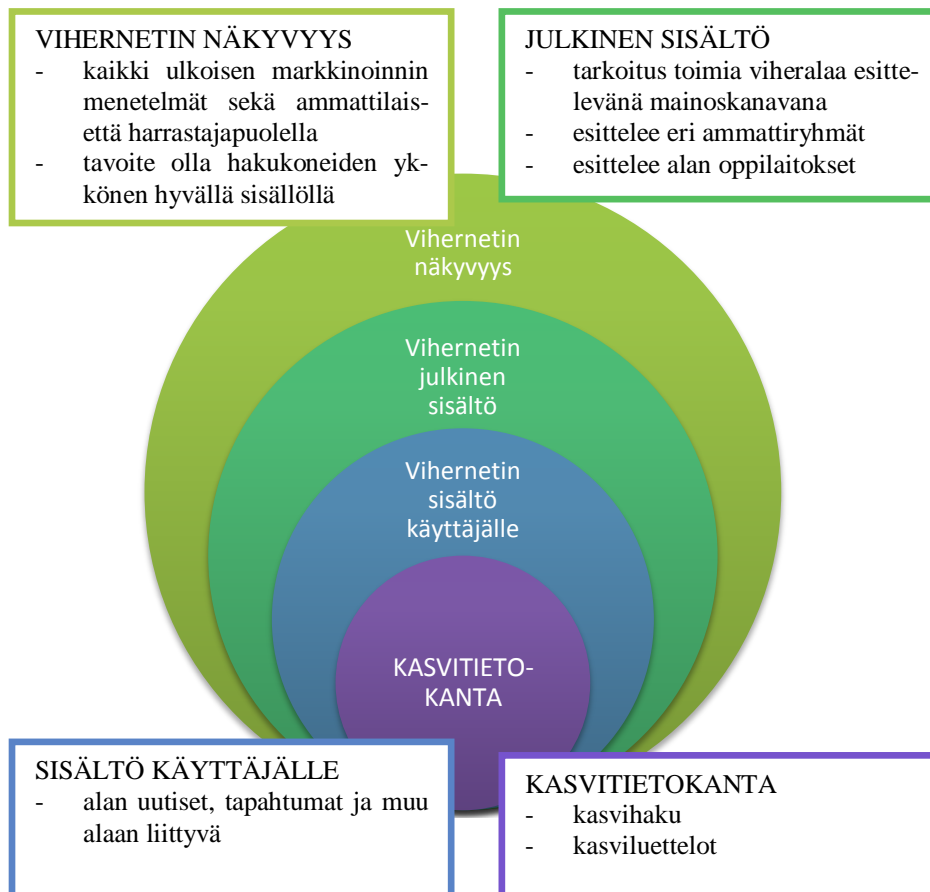 VIHERNETIN NÄKYVYYS
- kaikki ulkoisen markkinoinnin
menetelmät sekä ammattilais-
että harrastajapuolella
- tavoite olla hakukoneiden yk-
könen hyvällä sisällöllä
JULKINEN SISÄLTÖ
- tarkoitus toimia viheralaa esitte-
levänä mainoskanavana
- esittelee eri ammattiryhmät
- esittelee alan oppilaitokset
Vihernetin
näkyvyys
Vihernetin
julkinen
sisältö
Vihernetin
sisältö
käyttäjälle
KASVITIETO-
KANTA
SISÄLTÖ KÄYTTÄJÄLLE
- alan uutiset, tapahtumat ja muu
alaan liittyvä
KASVITIETOKANTA
- kasvihaku
- kasviluettelot